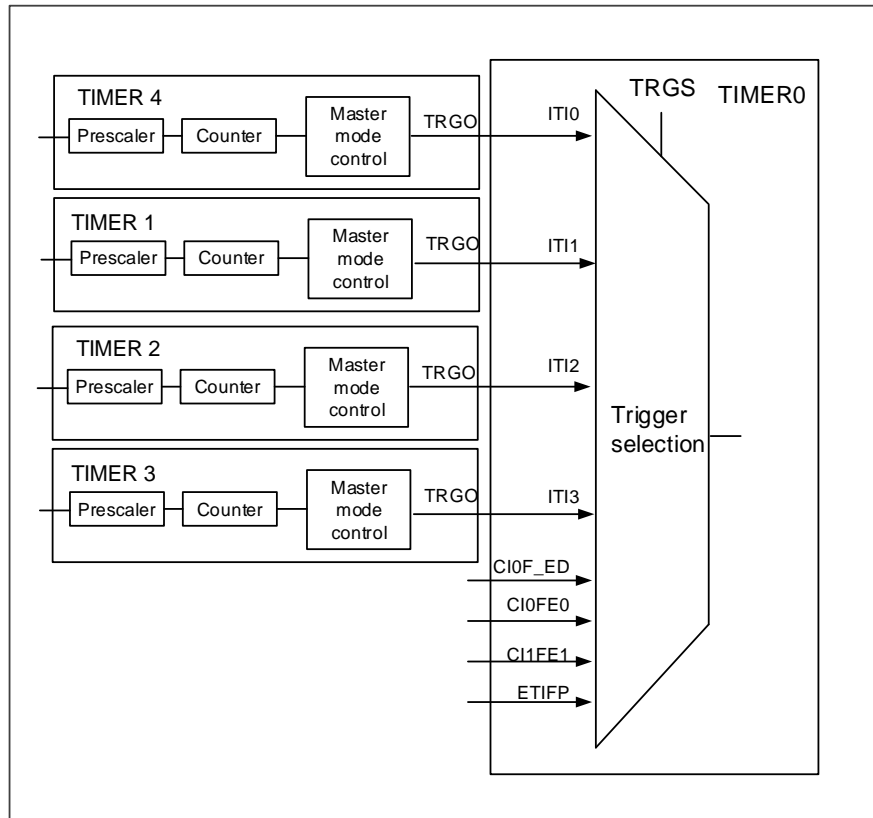 TIMER 4
Prescaler
Counter
Master
mode
control
TRGO
ITI0
TRGS
TIMER0
TIMER 1
Prescaler
Counter
Master
mode
control
TRGO
ITI1
TIMER 2
Prescaler
Counter
Master
mode
control
TRGO
ITI2
Trigger
selection
TIMER 3
Prescaler
Counter
Master
mode
control
TRGO
ITI3
CI0F_ED
CI0FE0
CI1FE1
ETIFP